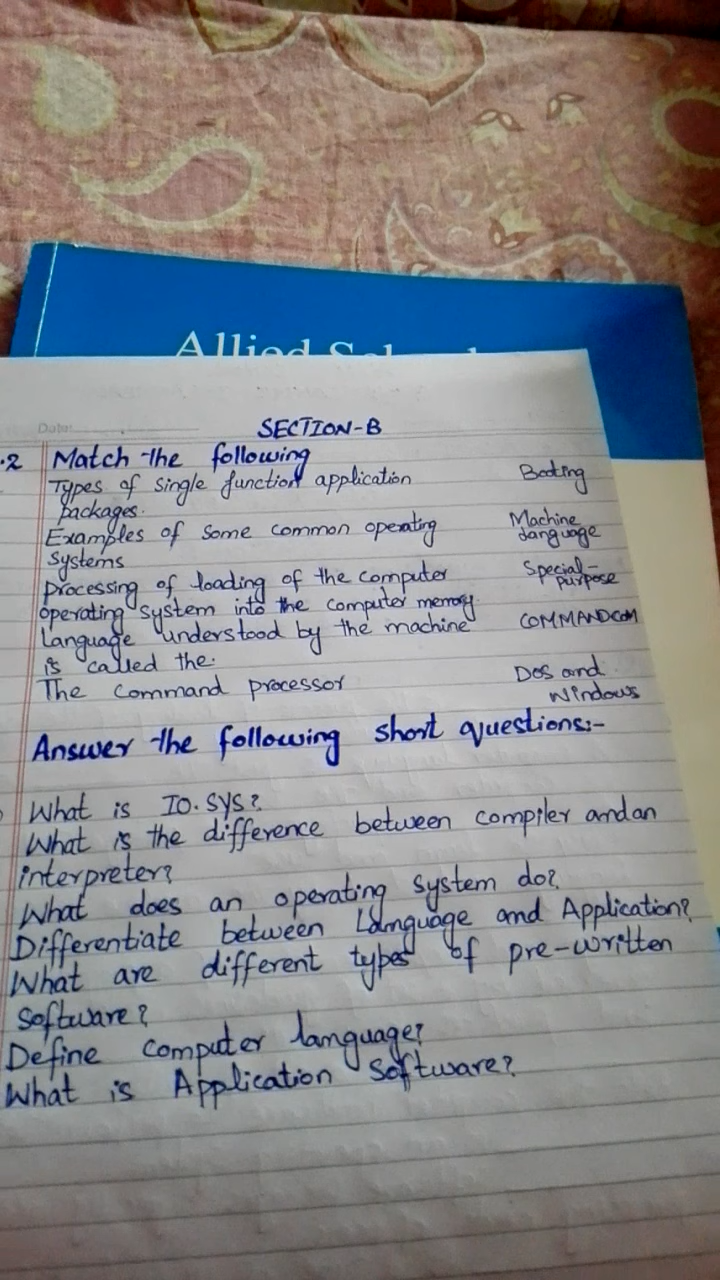 Allied
Date:
SECTION-B
.2 Match the following
Types of Single function application Booting
packages.
Examples of some common operating Machine
Systems language
Processing of loading of the computer Special-
purpose
operating system into the computer memory.
language understood by the machine COMMANDCOM
is called the.
The command processor Dos and
Windows
Answer the following short questions:-
What is IO.SYS?
What is the difference between compiler and an
interpreter?
What does an operating system do?
Differentiate between Language and Application?
What are different types of pre-written
Software?
Define computer language?
What is Application Software?